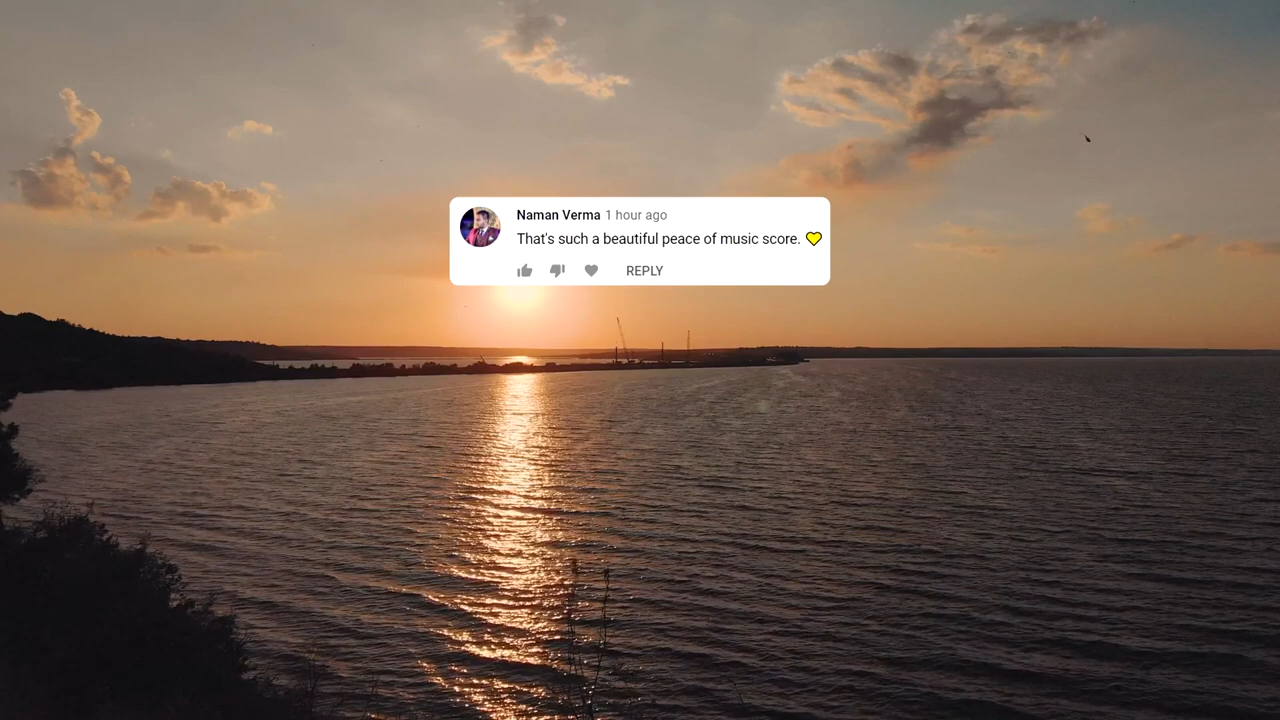 Naman Verma 1 hour ago
That's such a beautiful peace of music score. 💛
REPLY